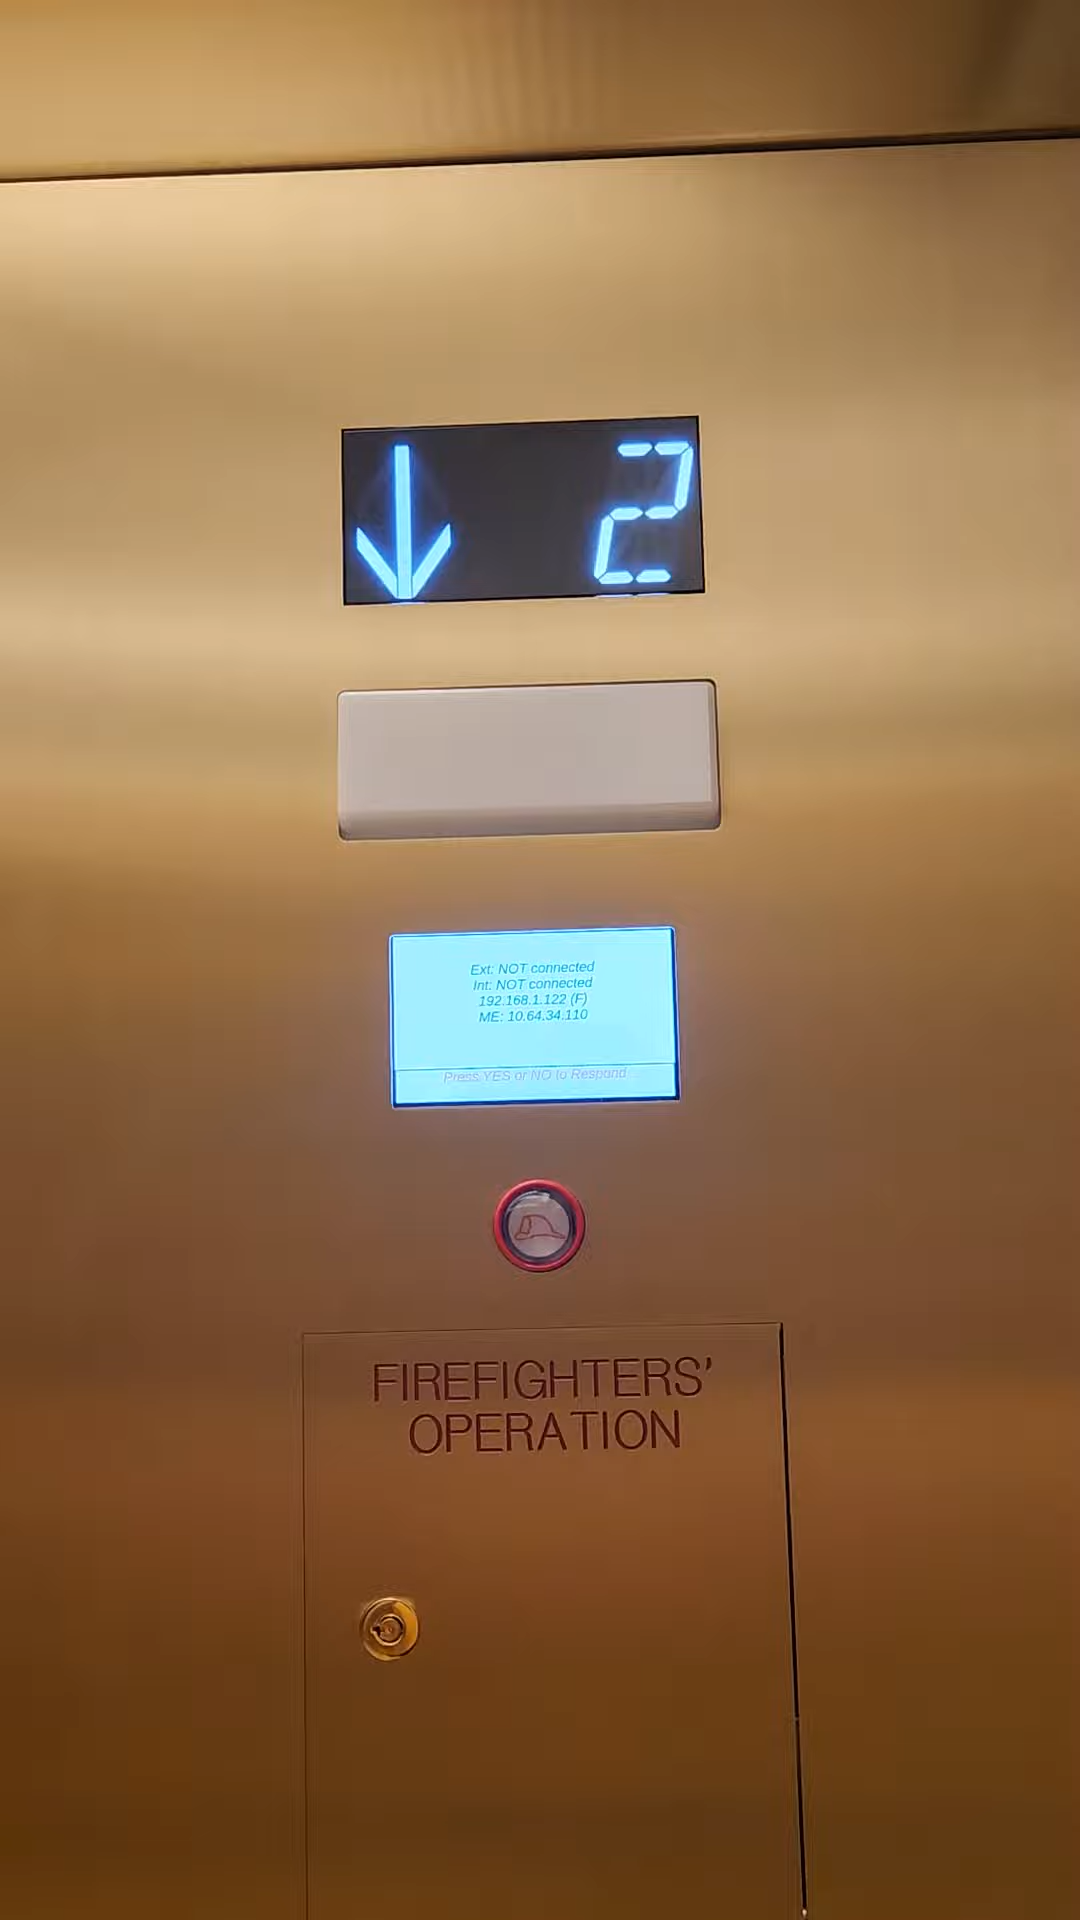 2
Ext: NOT connected
Int: NOT connected
192.168.1.122 (F)
ME: 10.64.34.110
Press YES or NO to Respond
FIREFIGHTERS’
OPERATION